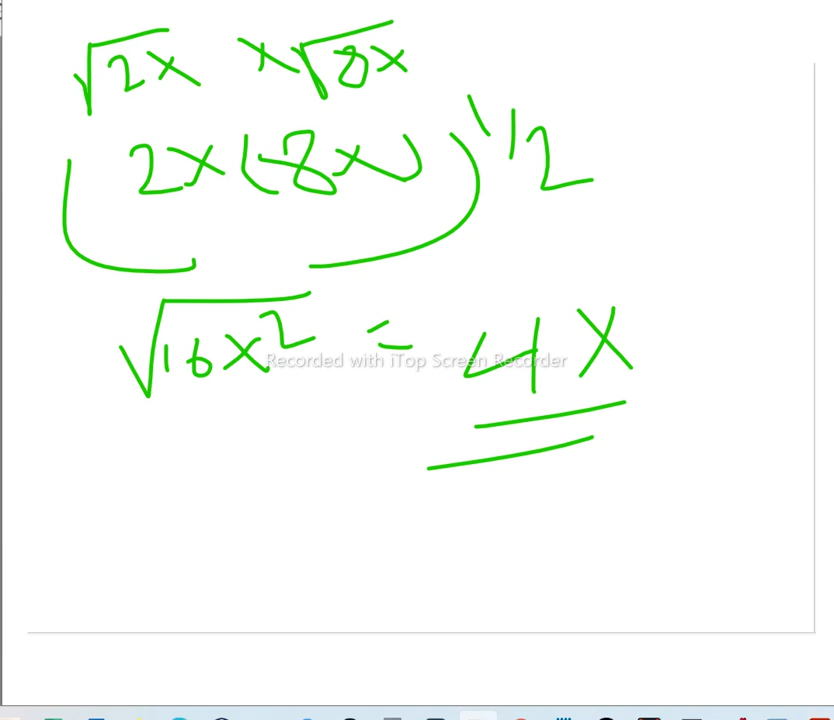 √2x × √8x
(2x(8x))^1/2
√16x² = 4x
Recorded with iTop Screen Recorder